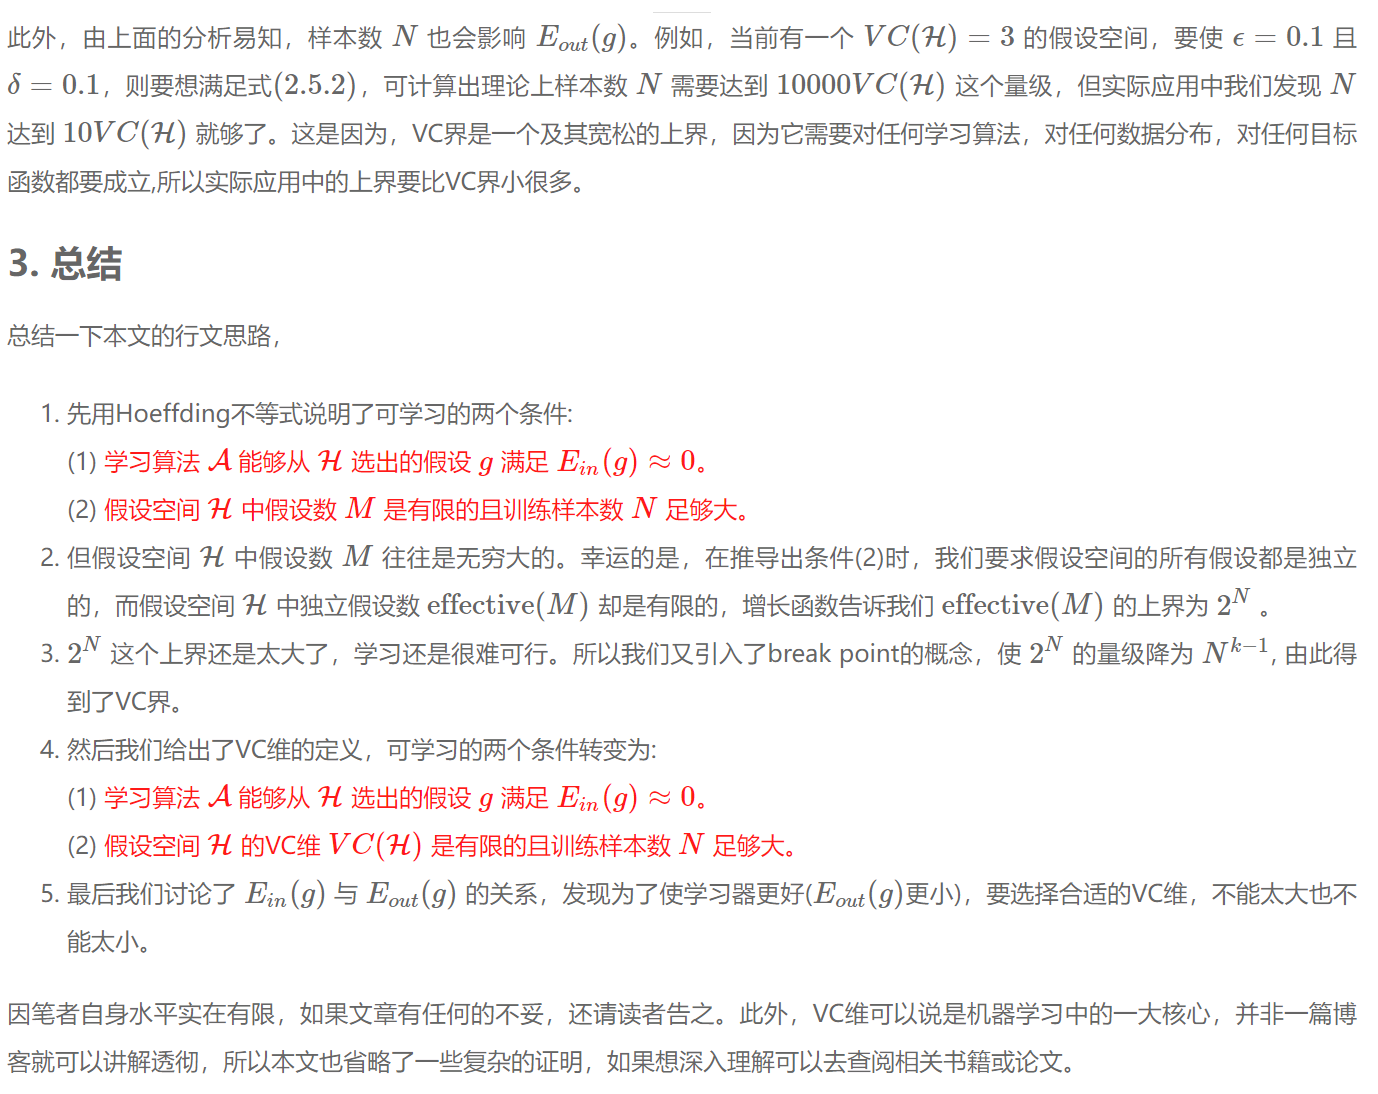 此外，由上面的分析易知，样本数 N 也会影响 E_{out}(g)。例如，当前有一个 VC(ℋ) = 3 的假设空间，要使 ϵ = 0.1 且
δ = 0.1，则要想满足式(2.5.2)，可计算出理论上样本数 N 需要达到 10000VC(ℋ) 这个量级，但实际应用中我们发现 N
达到 10VC(ℋ) 就够了。这是因为，VC界是一个及其宽松的上界，因为它需要对任何学习算法，对任何数据分布，对任何目标
函数都要成立,所以实际应用中的上界要比VC界小很多。
3. 总结
总结一下本文的行文思路，
1. 先用Hoeffding不等式说明了可学习的两个条件:
(1) 学习算法 𝒜 能够从 ℋ 选出的假设 g 满足 E_{in}(g) ≈ 0。
(2) 假设空间 ℋ 中假设数 M 是有限的且训练样本数 N 足够大。
2. 但假设空间 ℋ 中假设数 M 往往是无穷大的。幸运的是，在推导出条件(2)时，我们要求假设空间的所有假设都是独立
的，而假设空间 ℋ 中独立假设数 effective(M) 却是有限的，增长函数告诉我们 effective(M) 的上界为 2^N 。
3. 2^N 这个上界还是太大了，学习还是很难可行。所以我们又引入了break point的概念，使 2^N 的量级降为 N^{k−1}, 由此得
到了VC界。
4. 然后我们给出了VC维的定义，可学习的两个条件转变为:
(1) 学习算法 𝒜 能够从 ℋ 选出的假设 g 满足 E_{in}(g) ≈ 0。
(2) 假设空间 ℋ 的VC维 VC(ℋ) 是有限的且训练样本数 N 足够大。
5. 最后我们讨论了 E_{in}(g) 与 E_{out}(g) 的关系，发现为了使学习器更好(E_{out}(g)更小)，要选择合适的VC维，不能太大也不
能太小。
因笔者自身水平实在有限，如果文章有任何的不妥，还请读者告之。此外，VC维可以说是机器学习中的一大核心，并非一篇博
客就可以讲解透彻，所以本文也省略了一些复杂的证明，如果想深入理解可以去查阅相关书籍或论文。